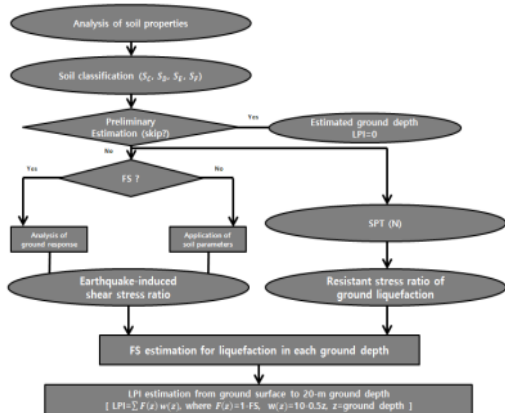 Analysis of soil properties
Soil classification (S_C, S_D, S_E, S_F)
Preliminary
Estimation (skip?)
Yes
Estimated ground depth
LPI=0
No
Yes
FS ?
No
Analysis of
ground response
Application of
soil parameters
SPT (N)
Earthquake-induced
shear stress ratio
Resistant stress ratio of
ground liquefaction
FS estimation for liquefaction in each ground depth
LPI estimation from ground surface to 20-m ground depth
[ LPI=∑ F(z) w(z), where F(z)=1-FS, w(z)=10-0.5z, z=ground depth ]